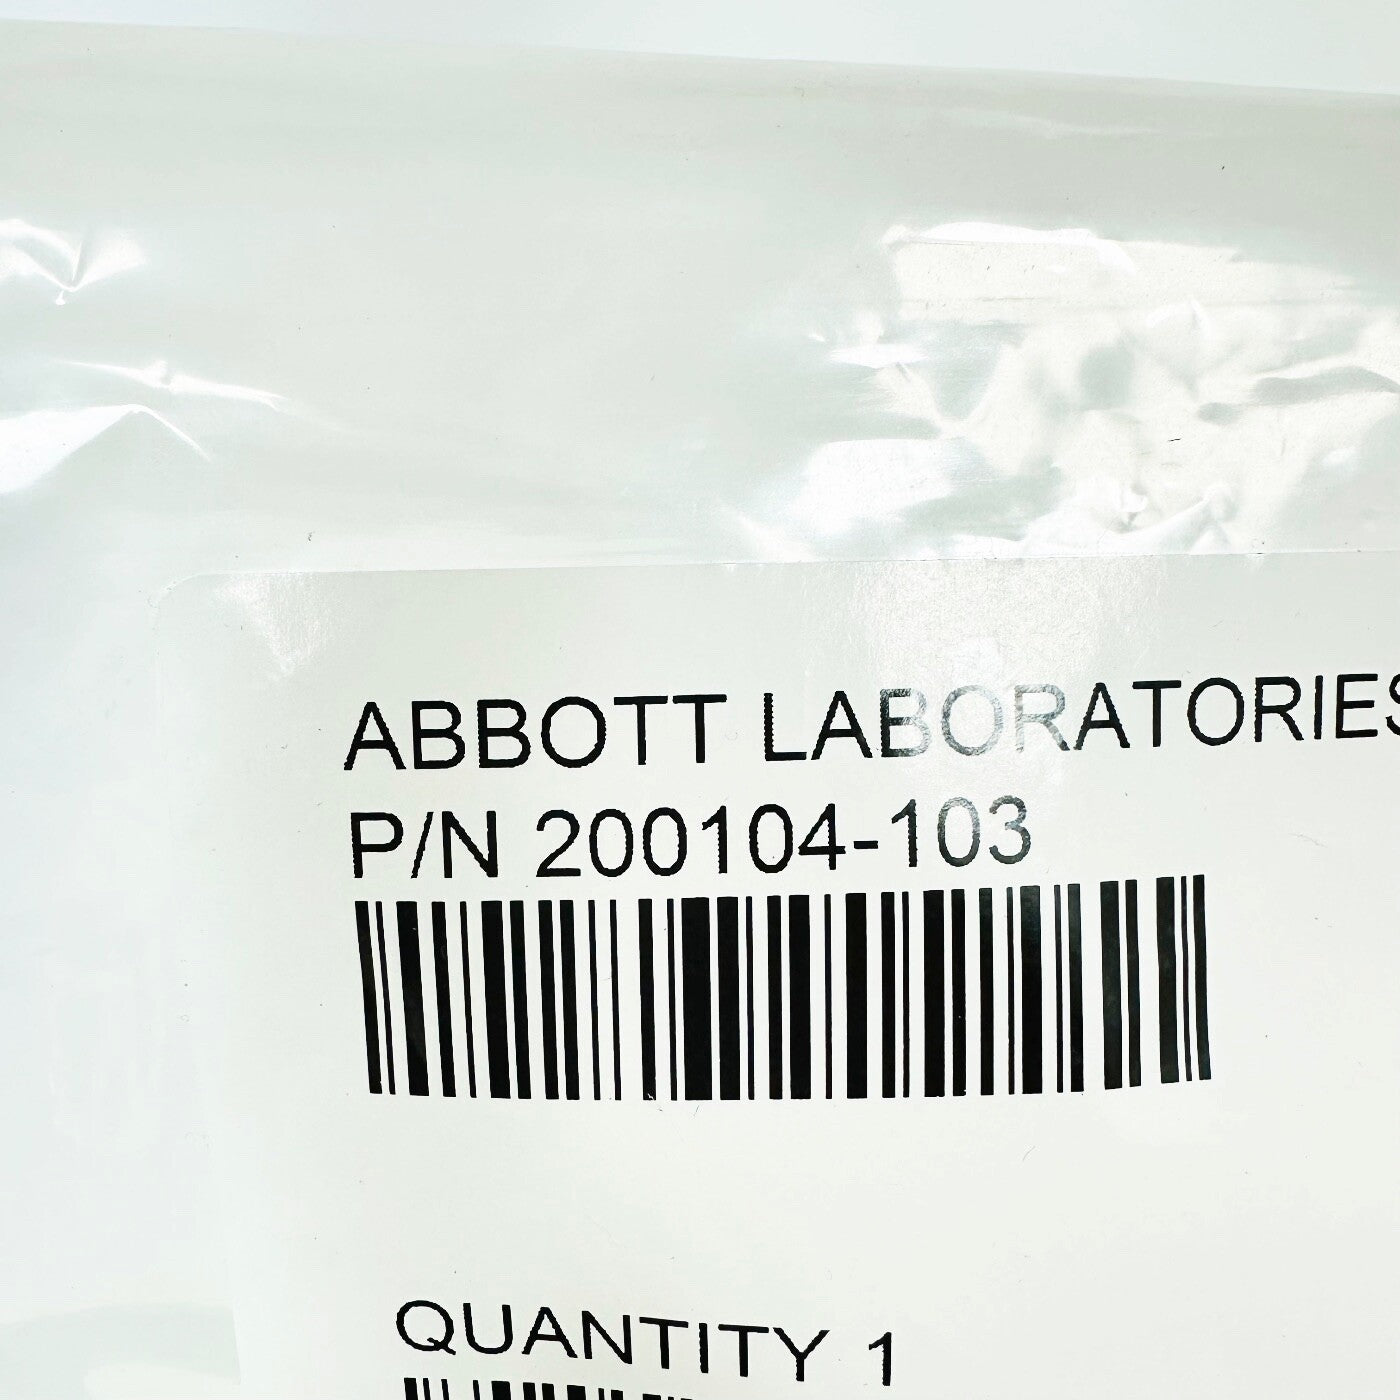 ABBOTT LABORATORIES
P/N 200104-103
QUANTITY 1